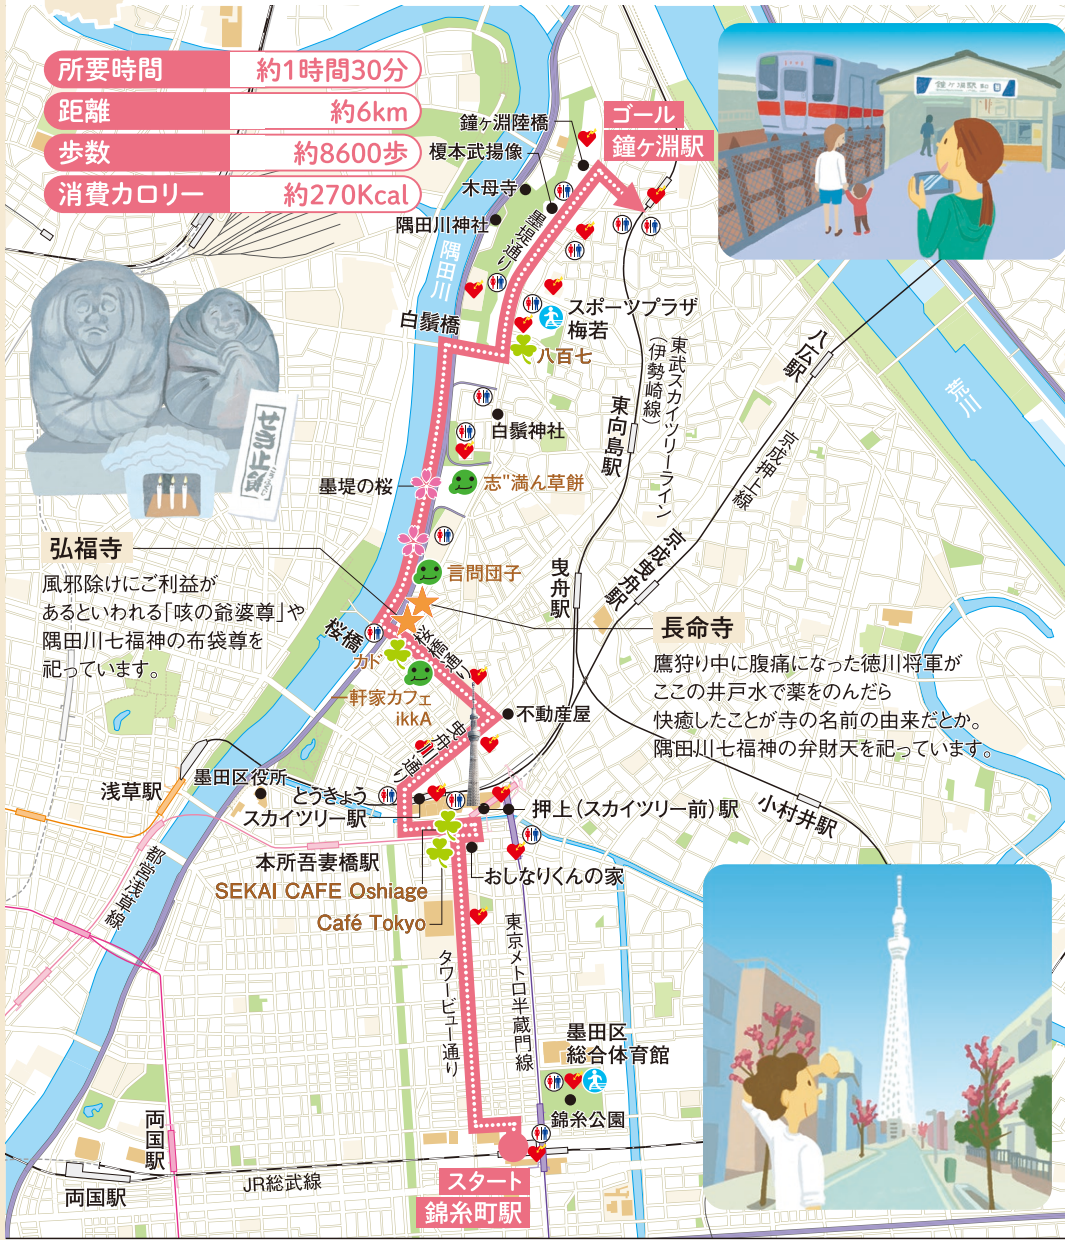 所要時間 約1時間30分
距離 約6km
歩数 約8600歩
消費カロリー 約270Kcal
ゴール
鐘ヶ淵駅
鐘ヶ淵陸橋
榎本武揚像
木母寺
隅田川神社
墨堤通り
隅田川
白鬚橋
スポーツプラザ
梅若
八百七
東武スカイツリーライン
(伊勢崎線)
東向島駅
八広駅
荒川
京成押上線
京成曳舟駅
曳舟駅
白鬚神社
墨堤の桜
志"満ん草餅
せき止飴
弘福寺
風邪除けにご利益が
あるといわれる「咳の爺婆尊」や
隅田川七福神の布袋尊を
祀っています。
言問団子
長命寺
鷹狩り中に腹痛になった徳川将軍が
ここの井戸水で薬をのんだら
快癒したことが寺の名前の由来だとか。
隅田川七福神の弁財天を祀っています。
桜橋
桜橋通り
カド
一軒家カフェ
ikkA
不動産屋
曳舟川通り
浅草駅
墨田区役所
とうきょう
スカイツリー駅
押上(スカイツリー前)駅
小村井駅
都営浅草線
本所吾妻橋駅
おしなりくんの家
SEKAI CAFE Oshiage
Café Tokyo
タワービュー通り
東京メトロ半蔵門線
墨田区
総合体育館
錦糸公園
両国駅
両国駅
JR総武線
スタート
錦糸町駅
鐘ヶ淵駅